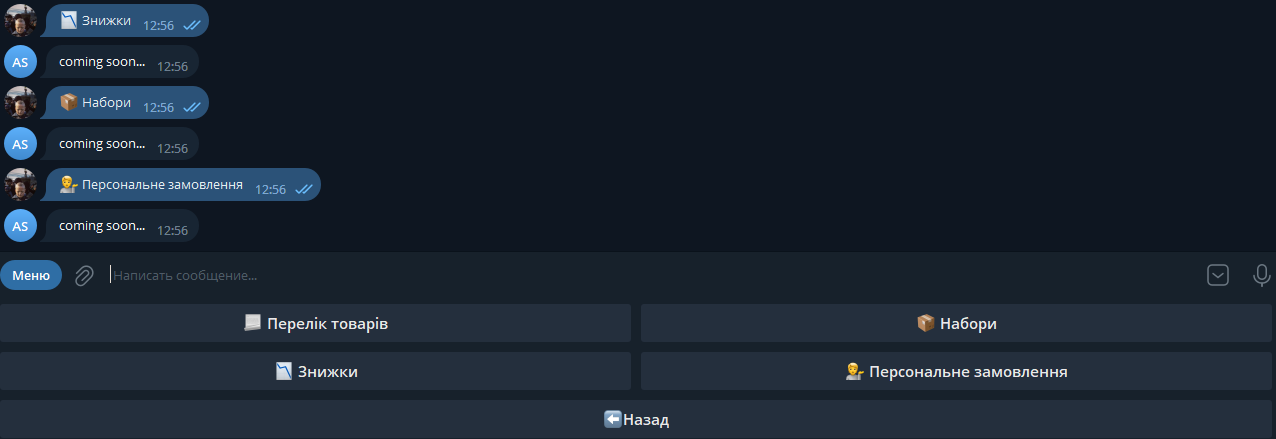 📉 Знижки 12:56
AS coming soon... 12:56
📦 Набори 12:56
AS coming soon... 12:56
💁‍♂️ Персональне замовлення 12:56
AS coming soon... 12:56
Меню Написать сообщение...
📃 Перелік товарів 📦 Набори
📉 Знижки 💁‍♂️ Персональне замовлення
⬅️Назад